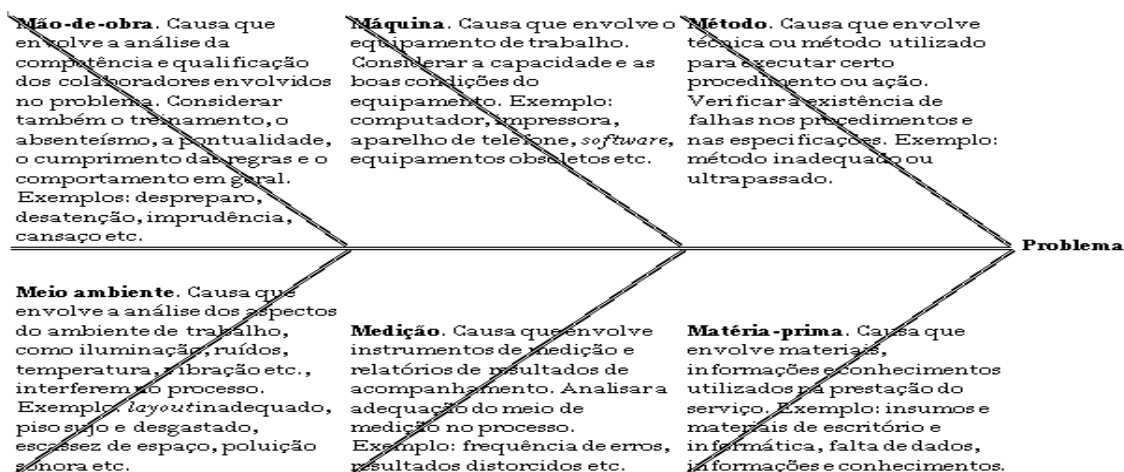 Mão-de-obra. Causa que
envolve a análise da
competência e qualificação
dos colaboradores envolvidos
no problema. Considerar
também o treinamento, o
absenteísmo, a pontualidade,
o cumprimento das regras e o
comportamento em geral.
Exemplos: despreparo,
desatenção, imprudência,
cansaço etc.
Máquina. Causa que envolve o
equipamento de trabalho.
Considerar a capacidade e as
boas condições do
equipamento. Exemplo:
computador, impressora,
aparelho de telefone, software,
equipamentos obsoletos etc.
Método. Causa que envolve
técnica ou método utilizado
para executar certo
procedimento ou ação.
Verificar a existência de
falhas nos procedimentos e
nas especificações. Exemplo:
método inadequado ou
ultrapassado.
Problema
Meio ambiente. Causa que
envolve a análise dos aspectos
do ambiente de trabalho,
como iluminação, ruídos,
temperatura, vibração etc.,
interferem no processo.
Exemplo: layout inadequado,
piso sujo e desgastado,
escassez de espaço, poluição
sonora etc.
Medição. Causa que envolve
instrumentos de medição e
relatórios de resultados de
acompanhamento. Analisar a
adequação do meio de
medição no processo.
Exemplo: frequência de erros,
resultados distorcidos etc.
Matéria-prima. Causa que
envolve materiais,
informações e conhecimentos
utilizados na prestação do
serviço. Exemplo: insumos e
materiais de escritório e
informática, falta de dados,
informações e conhecimentos.